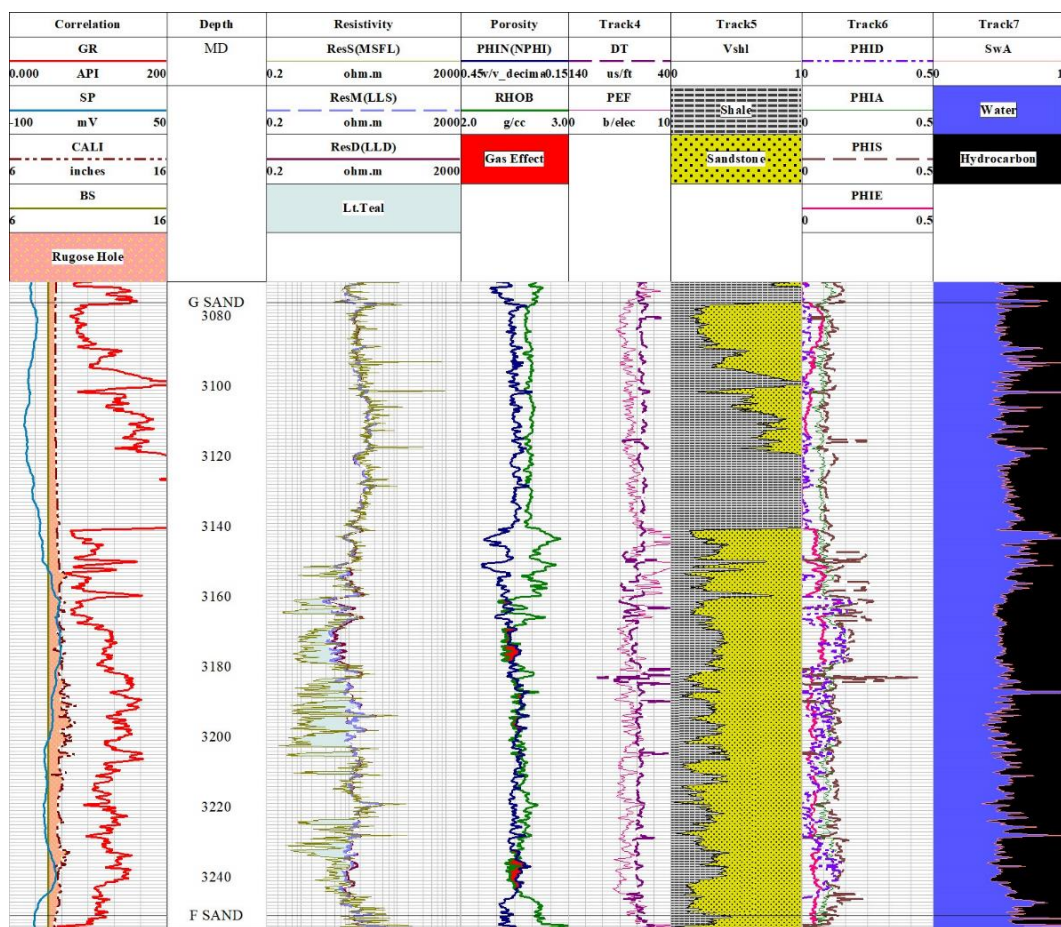 Correlation Depth Resistivity Porosity Track4 Track5 Track6 Track7
GR MD ResS(MSFL) PHIN(NPHI) DT Vshl PHID SwA
0.000 API 200 0.2 ohm.m 2000 0.45 v/v_decima 0.15 140 us/ft 40 0 1 0 0.5 0 1
SP ResM(LLS) RHOB PEF Shale PHIA Water
-100 mV 50 0.2 ohm.m 2000 2.0 g/cc 3.00 0 b/elec 10 0 0.5
CALI ResD(LLD) Gas Effect Sandstone PHIS Hydrocarbon
6 inches 16 0.2 ohm.m 2000 0 0.5
BS Lt.Teal PHIE
6 16 0 0.5
Rugose Hole
G SAND
3080
3100
3120
3140
3160
3180
3200
3220
3240
F SAND